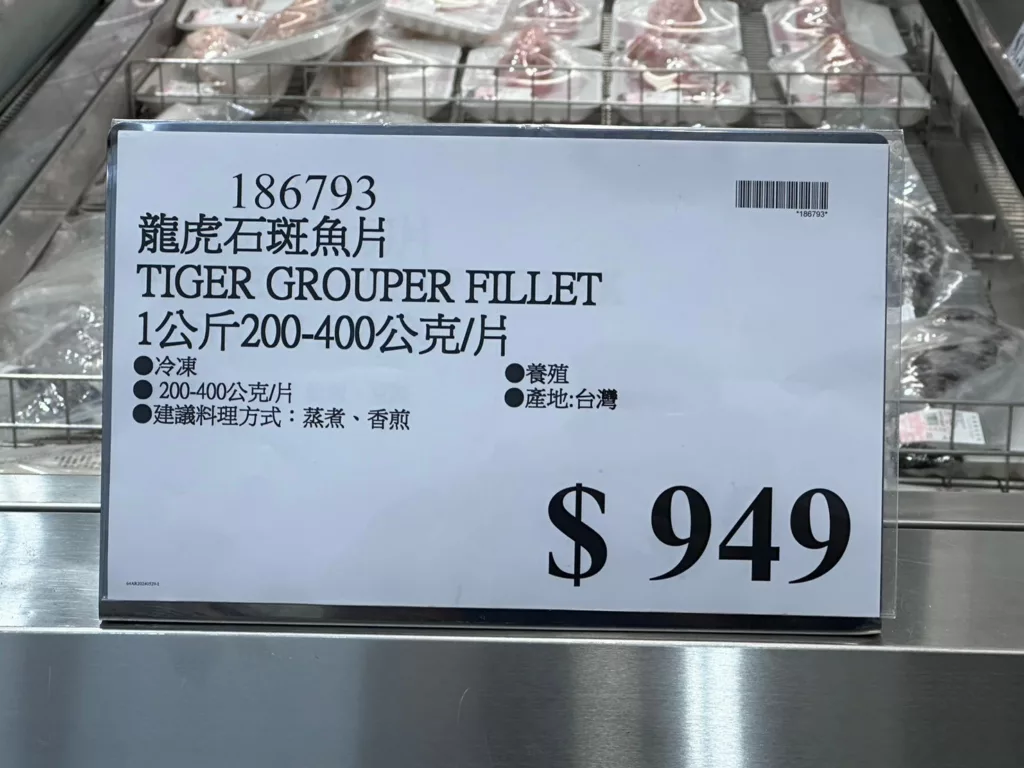 186793
*186793*
龍虎石斑魚片
TIGER GROUPER FILLET
1公斤200-400公克/片
●冷凍
● 200-400公克/片
●建議料理方式：蒸煮、香煎
●養殖
●產地:台灣
$ 949